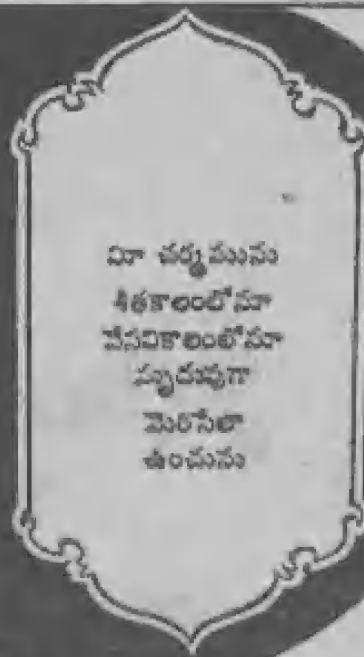 మీ చర్మమును
శీతకాలంలోనూ
వేసవికాలంలోనూ
మృదువుగా
మెరిసేలా
ఉంచును